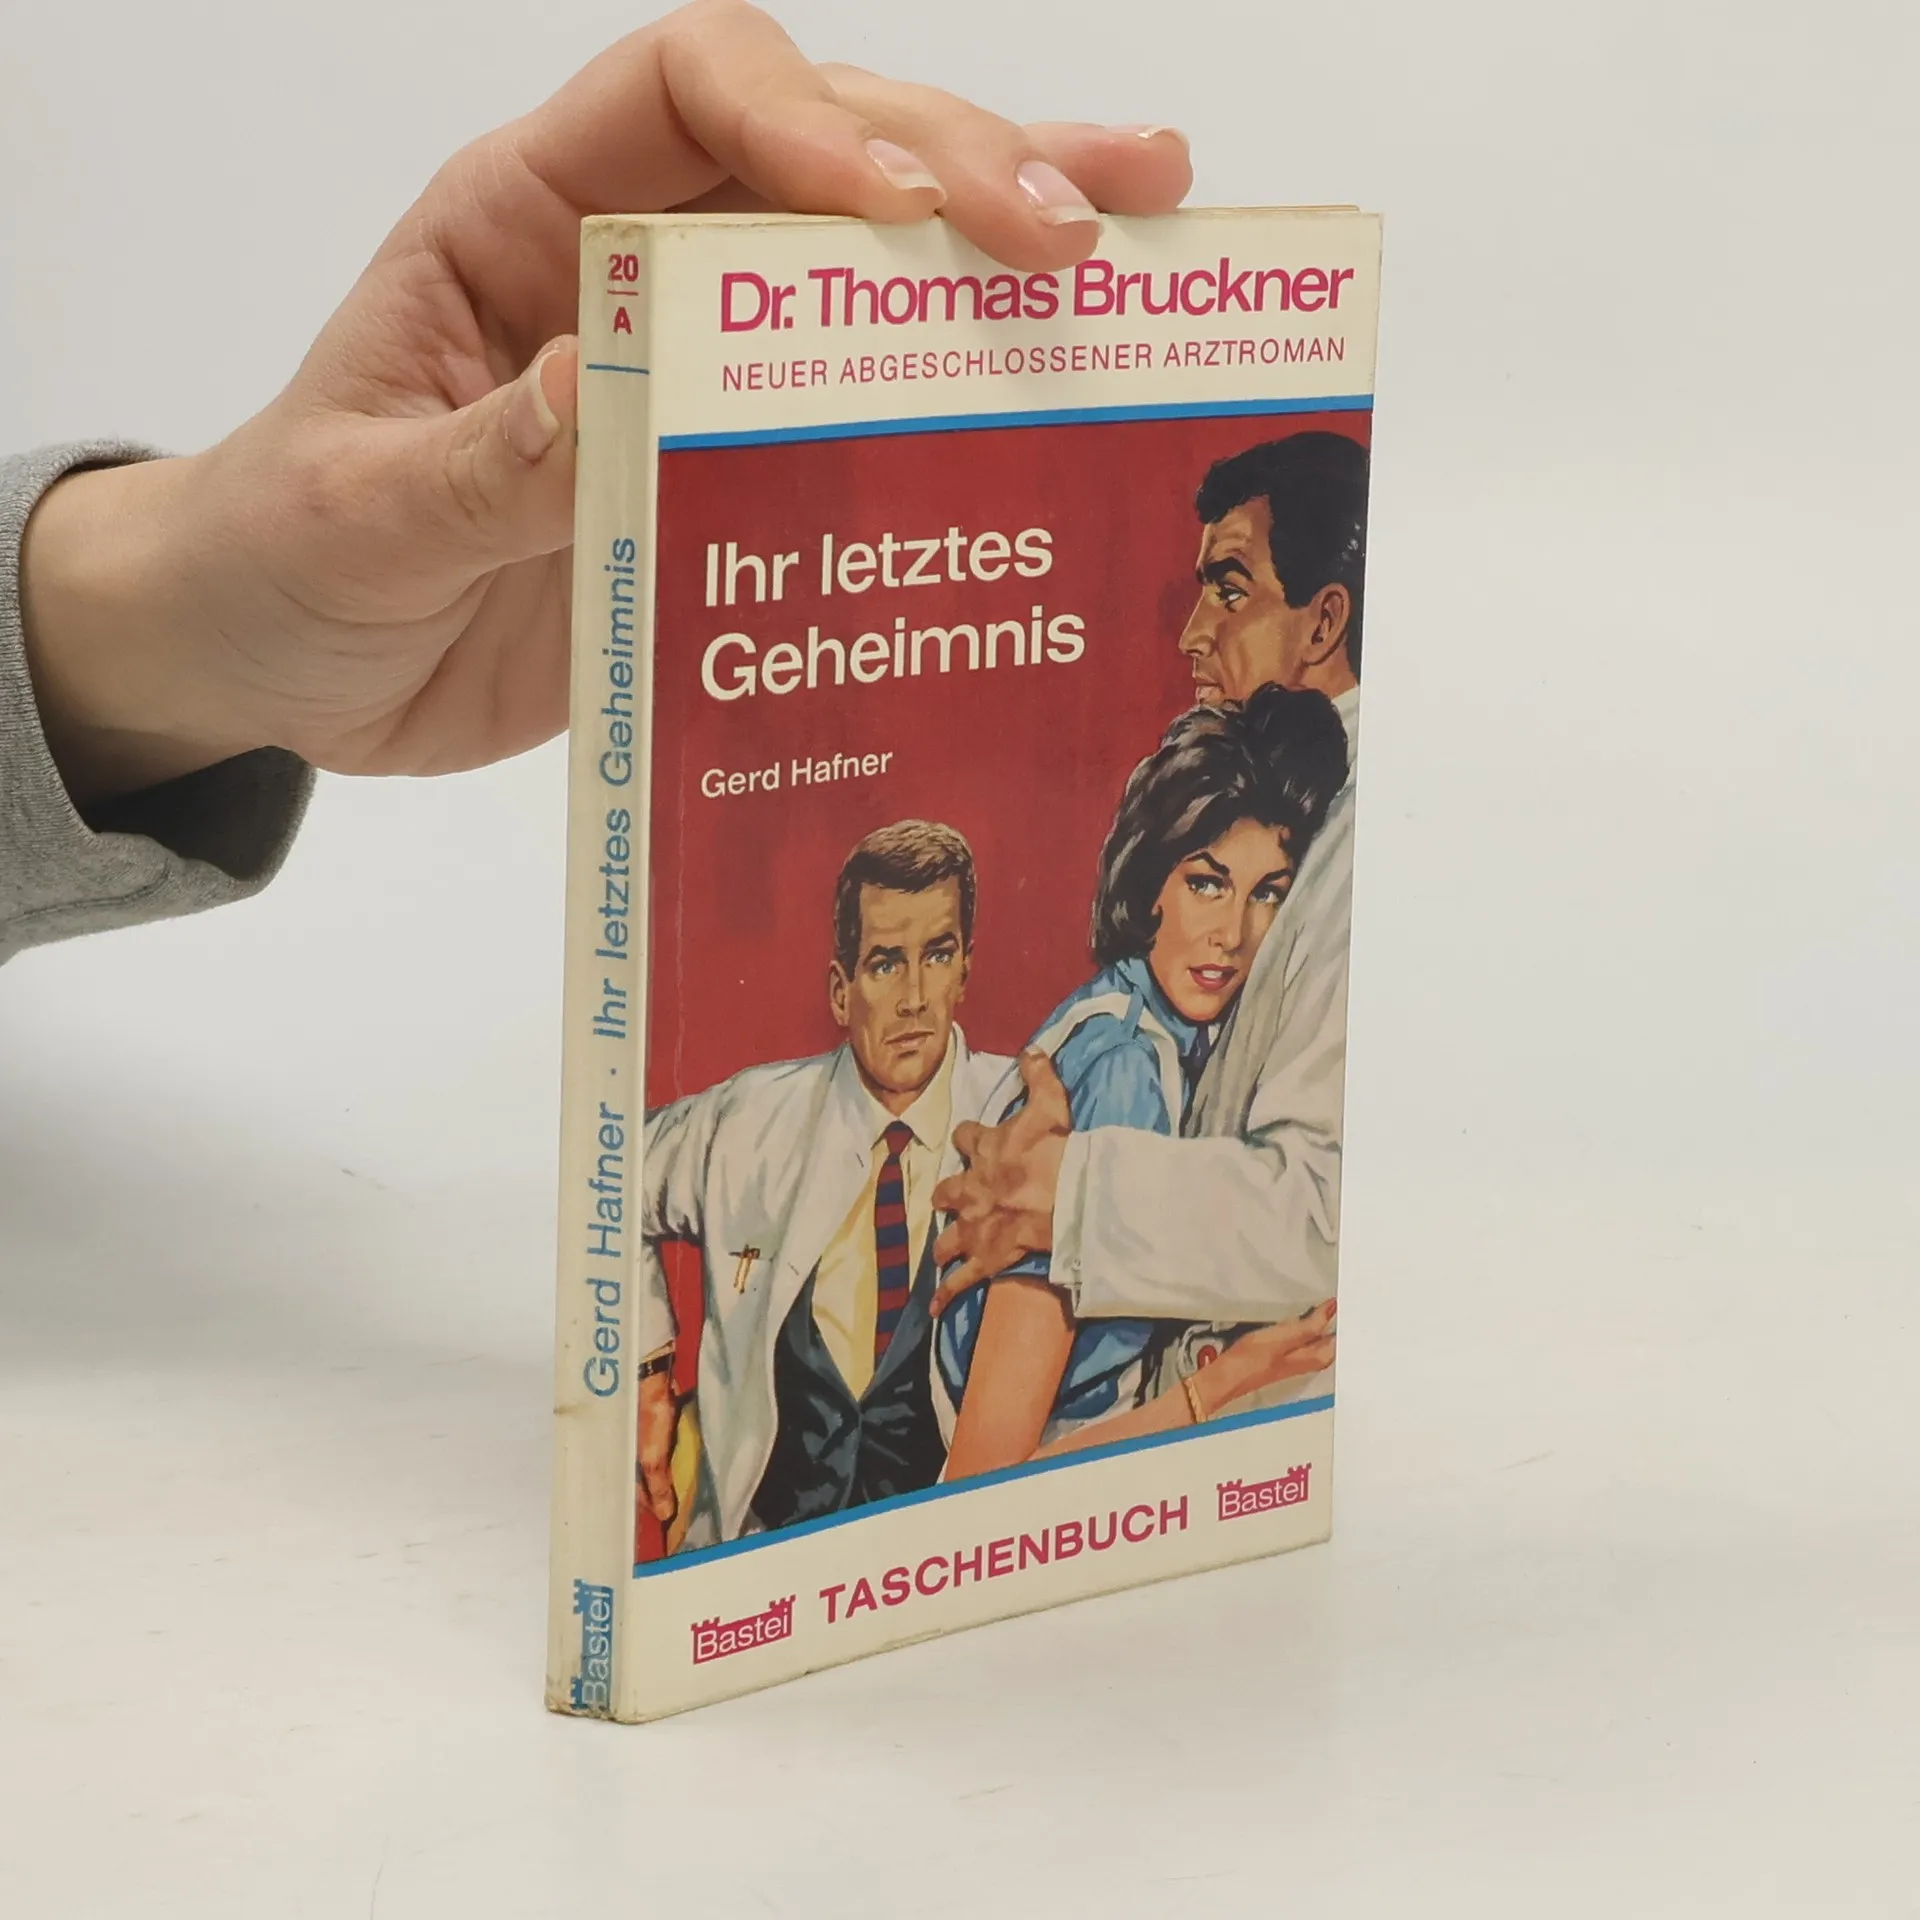 20
A
Gerd Hafner · Ihr letztes Geheimnis
Bastei
Dr. Thomas Bruckner
NEUER ABGESCHLOSSENER ARZTROMAN
Ihr letztes
Geheimnis
Gerd Hafner
Bastei TASCHENBUCH Bastei